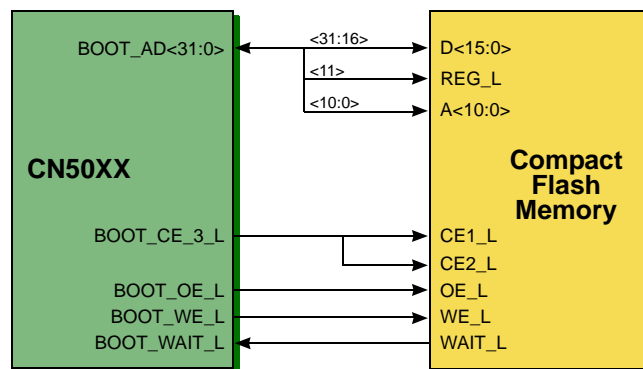 BOOT_AD<31:0> <31:16> D<15:0>
<11> REG_L
<10:0> A<10:0>
CN50XX
Compact
Flash
Memory
BOOT_CE_3_L CE1_L
CE2_L
BOOT_OE_L OE_L
BOOT_WE_L WE_L
BOOT_WAIT_L WAIT_L